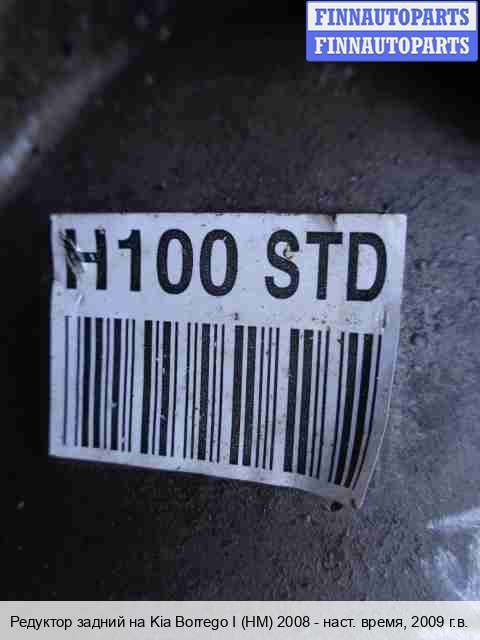 FINNAUTOPARTS
FINNAUTOPARTS
H100 STD
Редуктор задний на Kia Borrego I (HM) 2008 - наст. время, 2009 г.в.